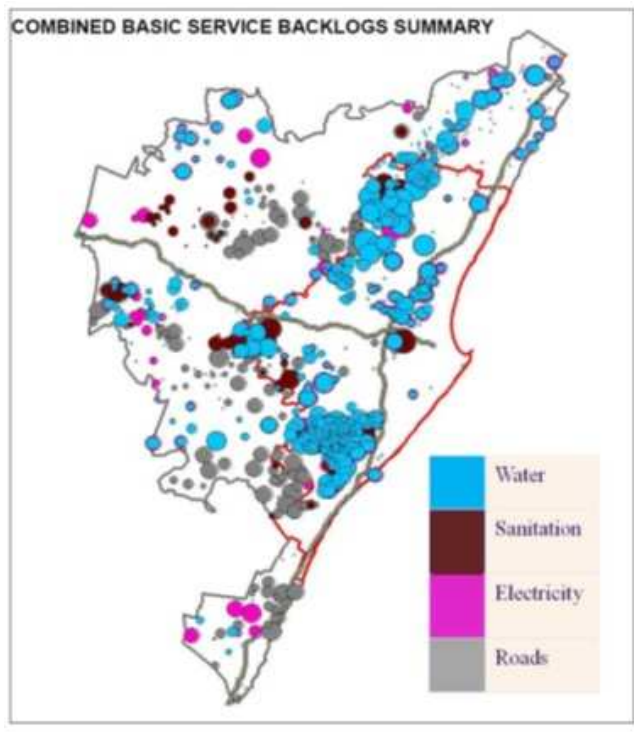 COMBINED BASIC SERVICE BACKLOGS SUMMARY
Water
Sanitation
Electricity
Roads